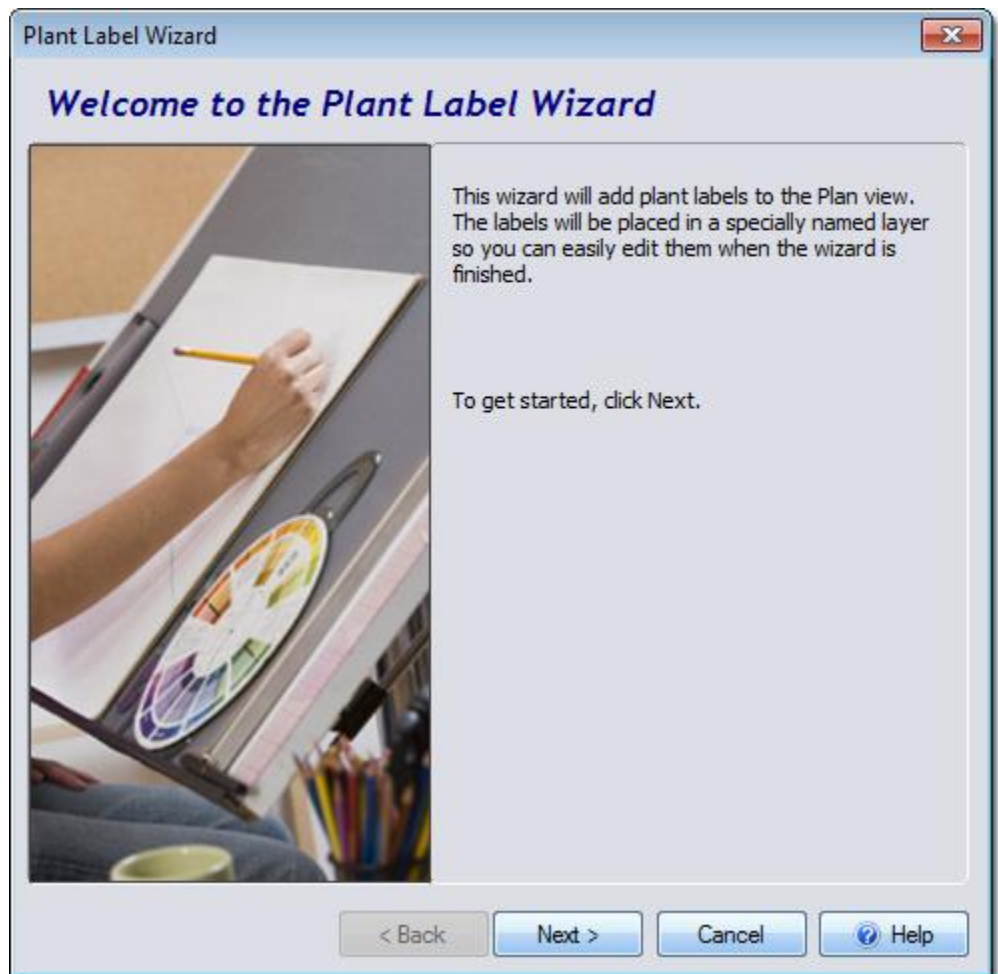 Plant Label Wizard
Welcome to the Plant Label Wizard
This wizard will add plant labels to the Plan view.
The labels will be placed in a specially named layer
so you can easily edit them when the wizard is
finished.
To get started, click Next.
< Back
Next >
Cancel
Help